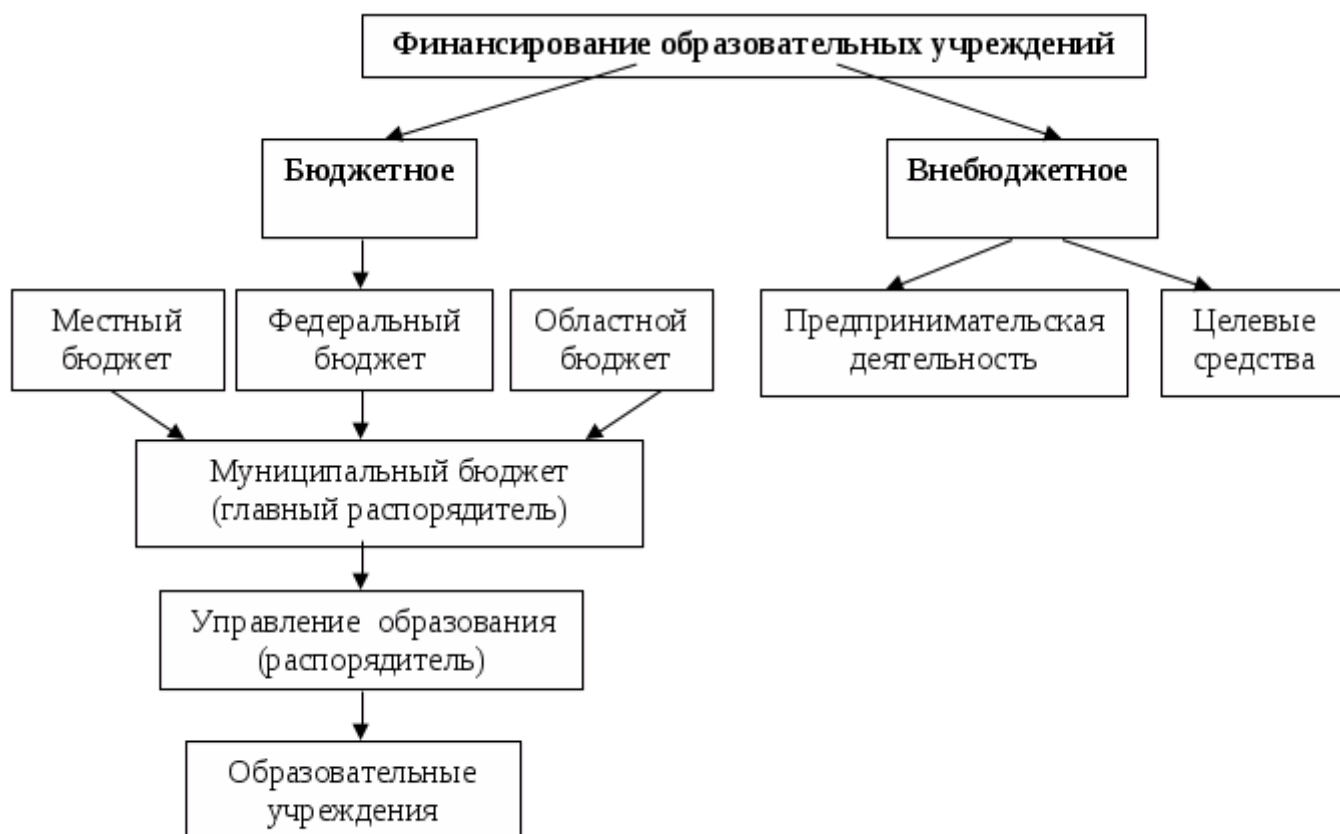 Финансирование образовательных учреждений
Бюджетное
Внебюджетное
Местный
бюджет
Федеральный
бюджет
Областной
бюджет
Предпринимательская
деятельность
Целевые
средства
Муниципальный бюджет
(главный распорядитель)
Управление образования
(распорядитель)
Образовательные
учреждения